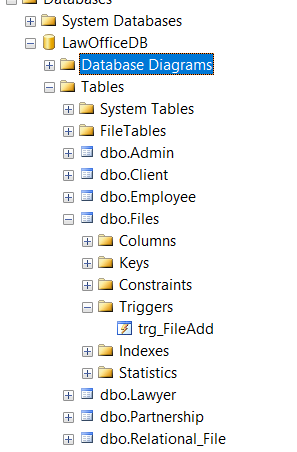 Databases
System Databases
LawOfficeDB
Database Diagrams
Tables
System Tables
FileTables
dbo.Admin
dbo.Client
dbo.Employee
dbo.Files
Columns
Keys
Constraints
Triggers
trg_FileAdd
Indexes
Statistics
dbo.Lawyer
dbo.Partnership
dbo.Relational_File